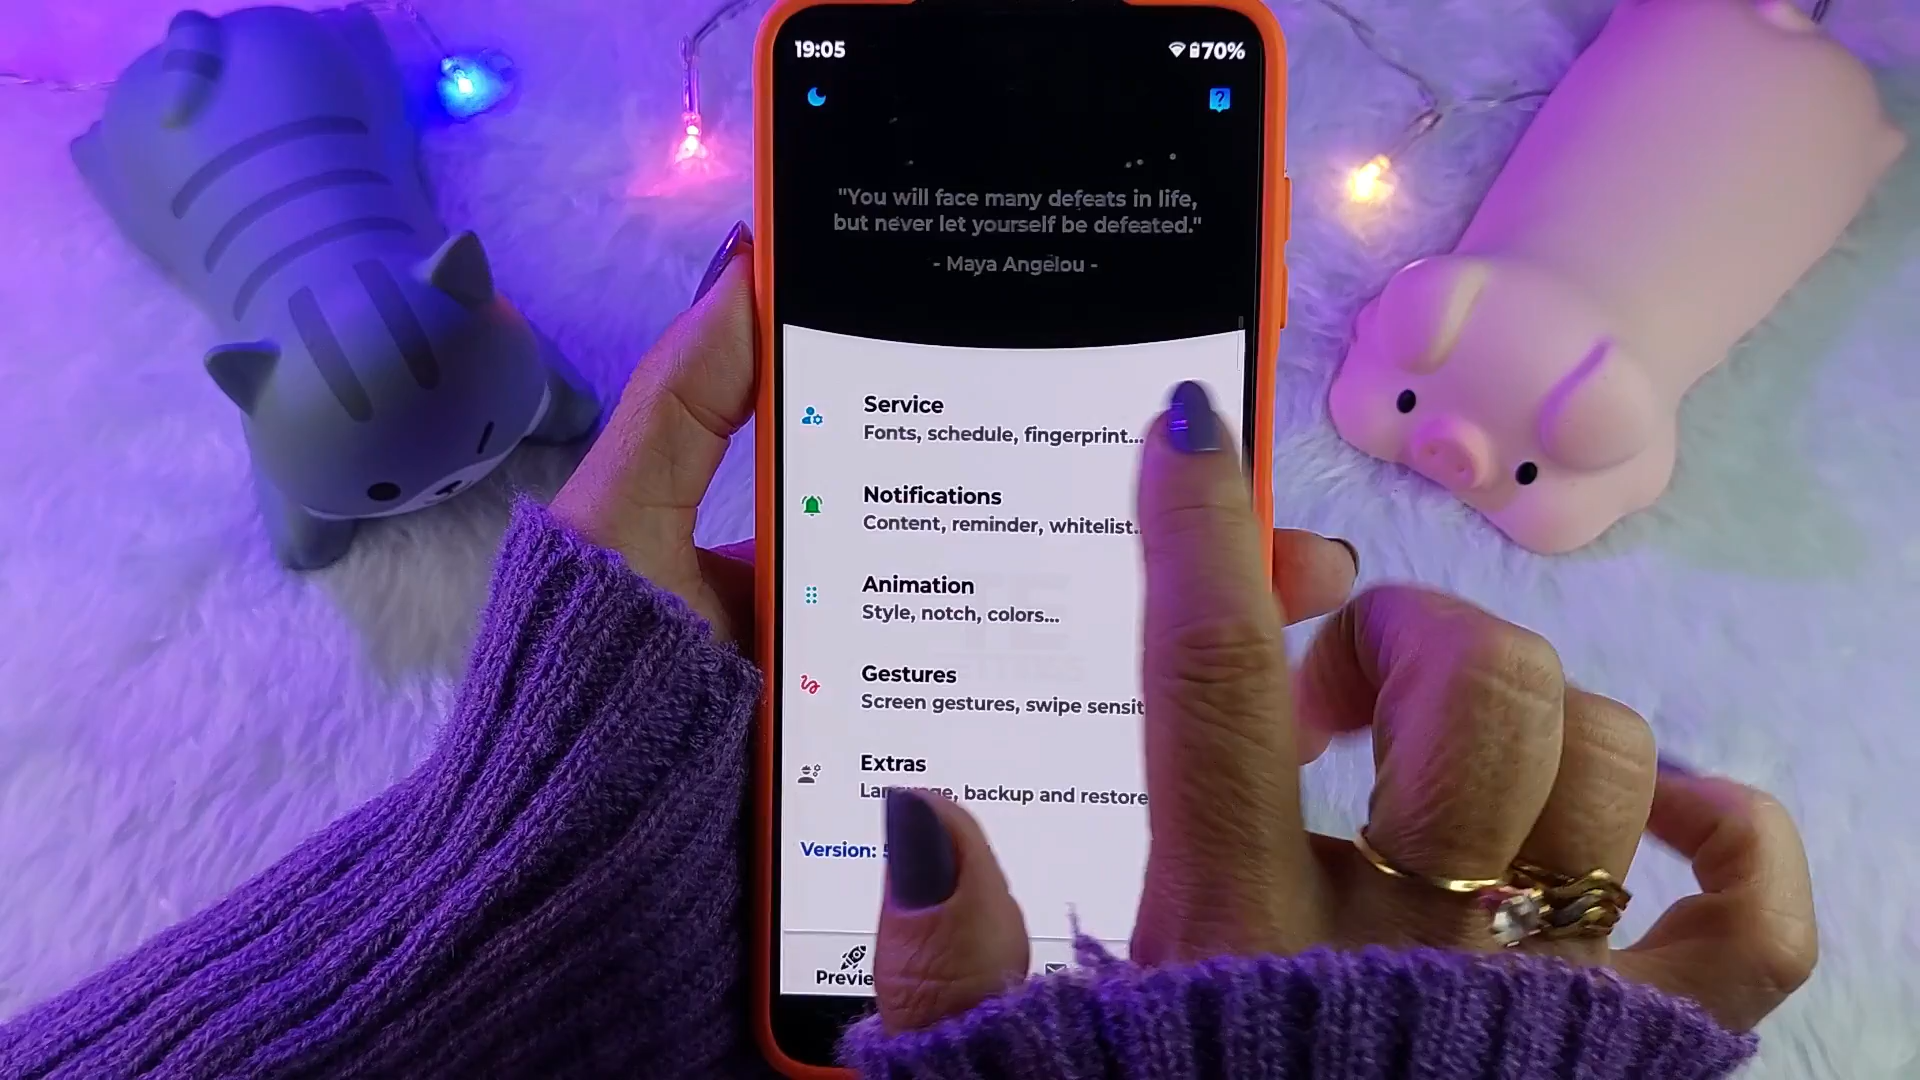 19:05
70%
"You will face many defeats in life,
but never let yourself be defeated."
- Maya Angelou -
Service
Fonts, schedule, fingerprint...
Notifications
Content, reminder, whitelist...
Animation
Style, notch, colors...
Gestures
Screen gestures, swipe
Extras
backup and restore
Version: